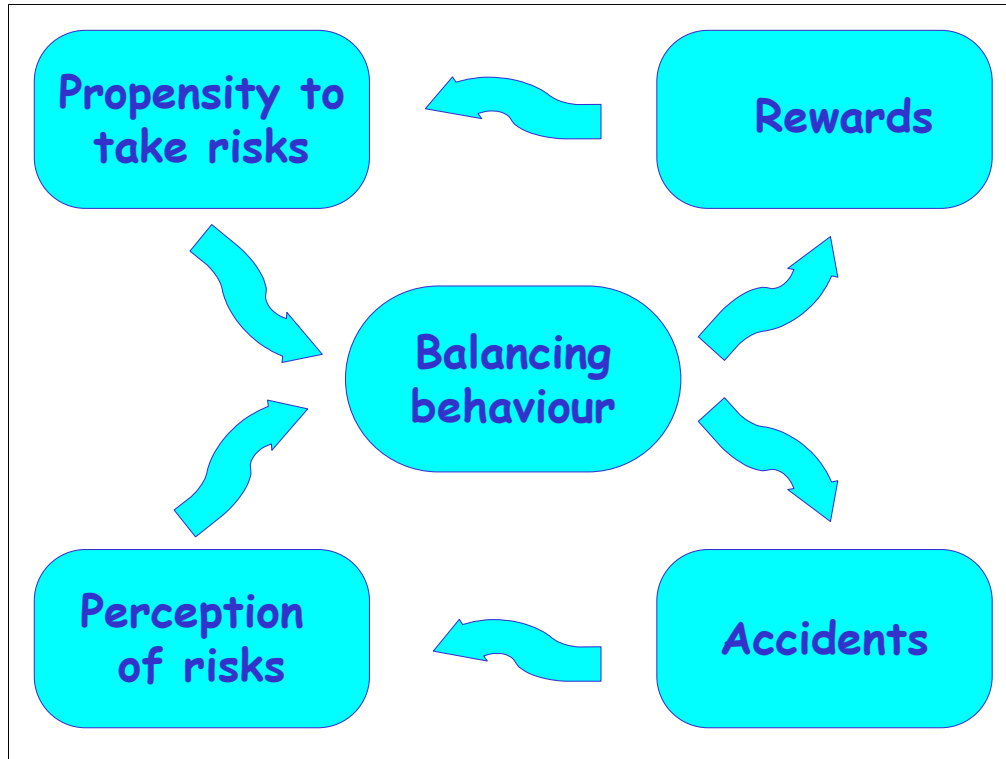 Propensity to
take risks
Rewards
Balancing
behaviour
Perception
of risks
Accidents